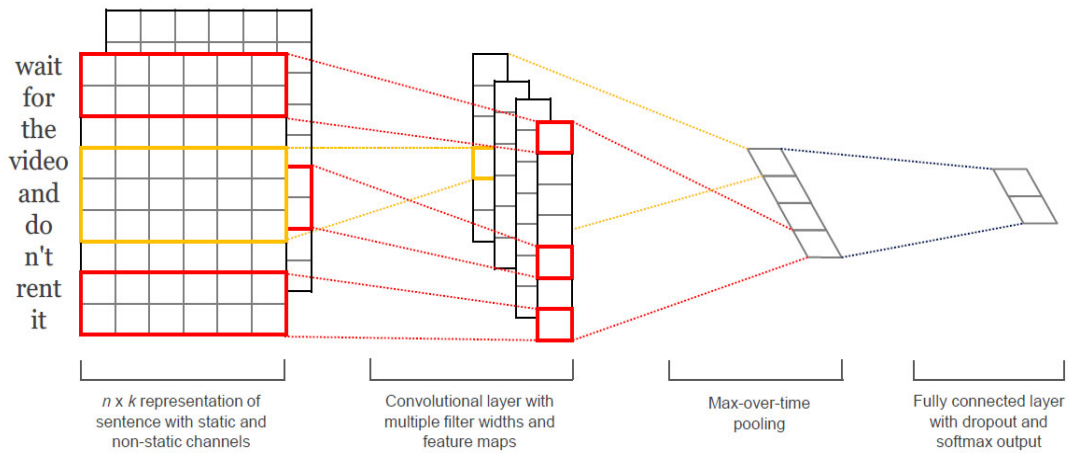 wait
for
the
video
and
do
n't
rent
it
n x k representation of
sentence with static and
non-static channels
Convolutional layer with
multiple filter widths and
feature maps
Max-over-time
pooling
Fully connected layer
with dropout and
softmax output